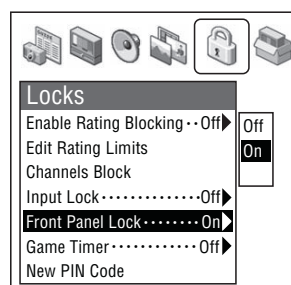 Locks
Enable Rating Blocking ·· Off
Edit Rating Limits
Channels Block
Input Lock ·············· Off
Front Panel Lock ········ On
Game Timer ············ Off
New PIN Code
Off
On